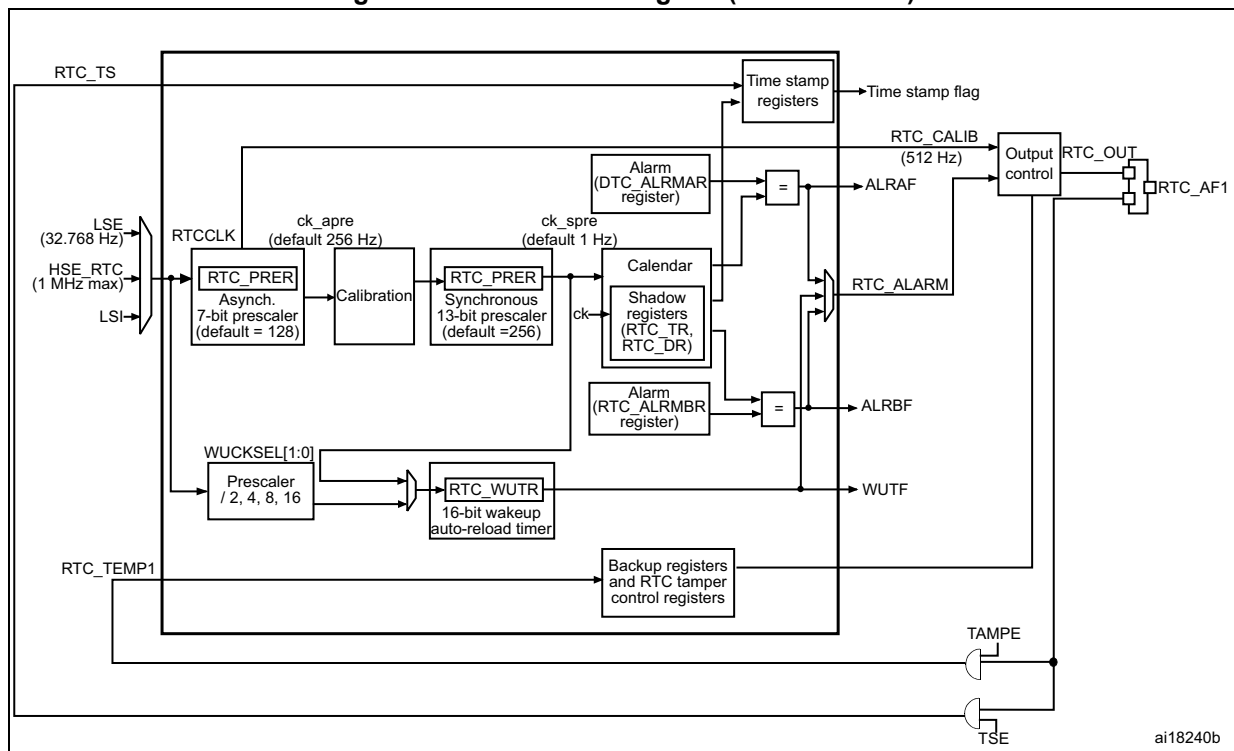 RTC_TS
Time stamp
registers
Time stamp flag
RTC_CALIB
(512 Hz)
Output
control
RTC_OUT
RTC_AF1
Alarm
(DTC_ALRMAR
register)
=
ALRAF
LSE
(32.768 Hz)
HSE_RTC
(1 MHz max)
LSI
RTCCLK
ck_apre
(default 256 Hz)
ck_spre
(default 1 Hz)
RTC_PRER
Asynch.
7-bit prescaler
(default = 128)
Calibration
RTC_PRER
Synchronous
13-bit prescaler
(default =256)
Calendar
ck
Shadow
registers
(RTC_TR,
RTC_DR)
RTC_ALARM
Alarm
(RTC_ALRMBR
register)
=
ALRBF
WUCKSEL[1:0]
Prescaler
/ 2, 4, 8, 16
RTC_WUTR
16-bit wakeup
auto-reload timer
WUTF
RTC_TEMP1
Backup registers
and RTC tamper
control registers
TAMPE
TSE
ai18240b